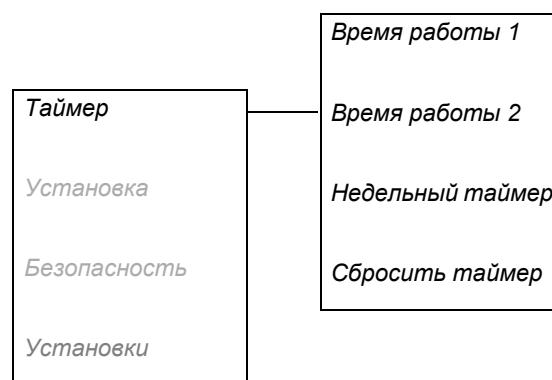 Время работы 1
Таймер
Время работы 2
Установка
Недельный таймер
Безопасность
Сбросить таймер
Установки